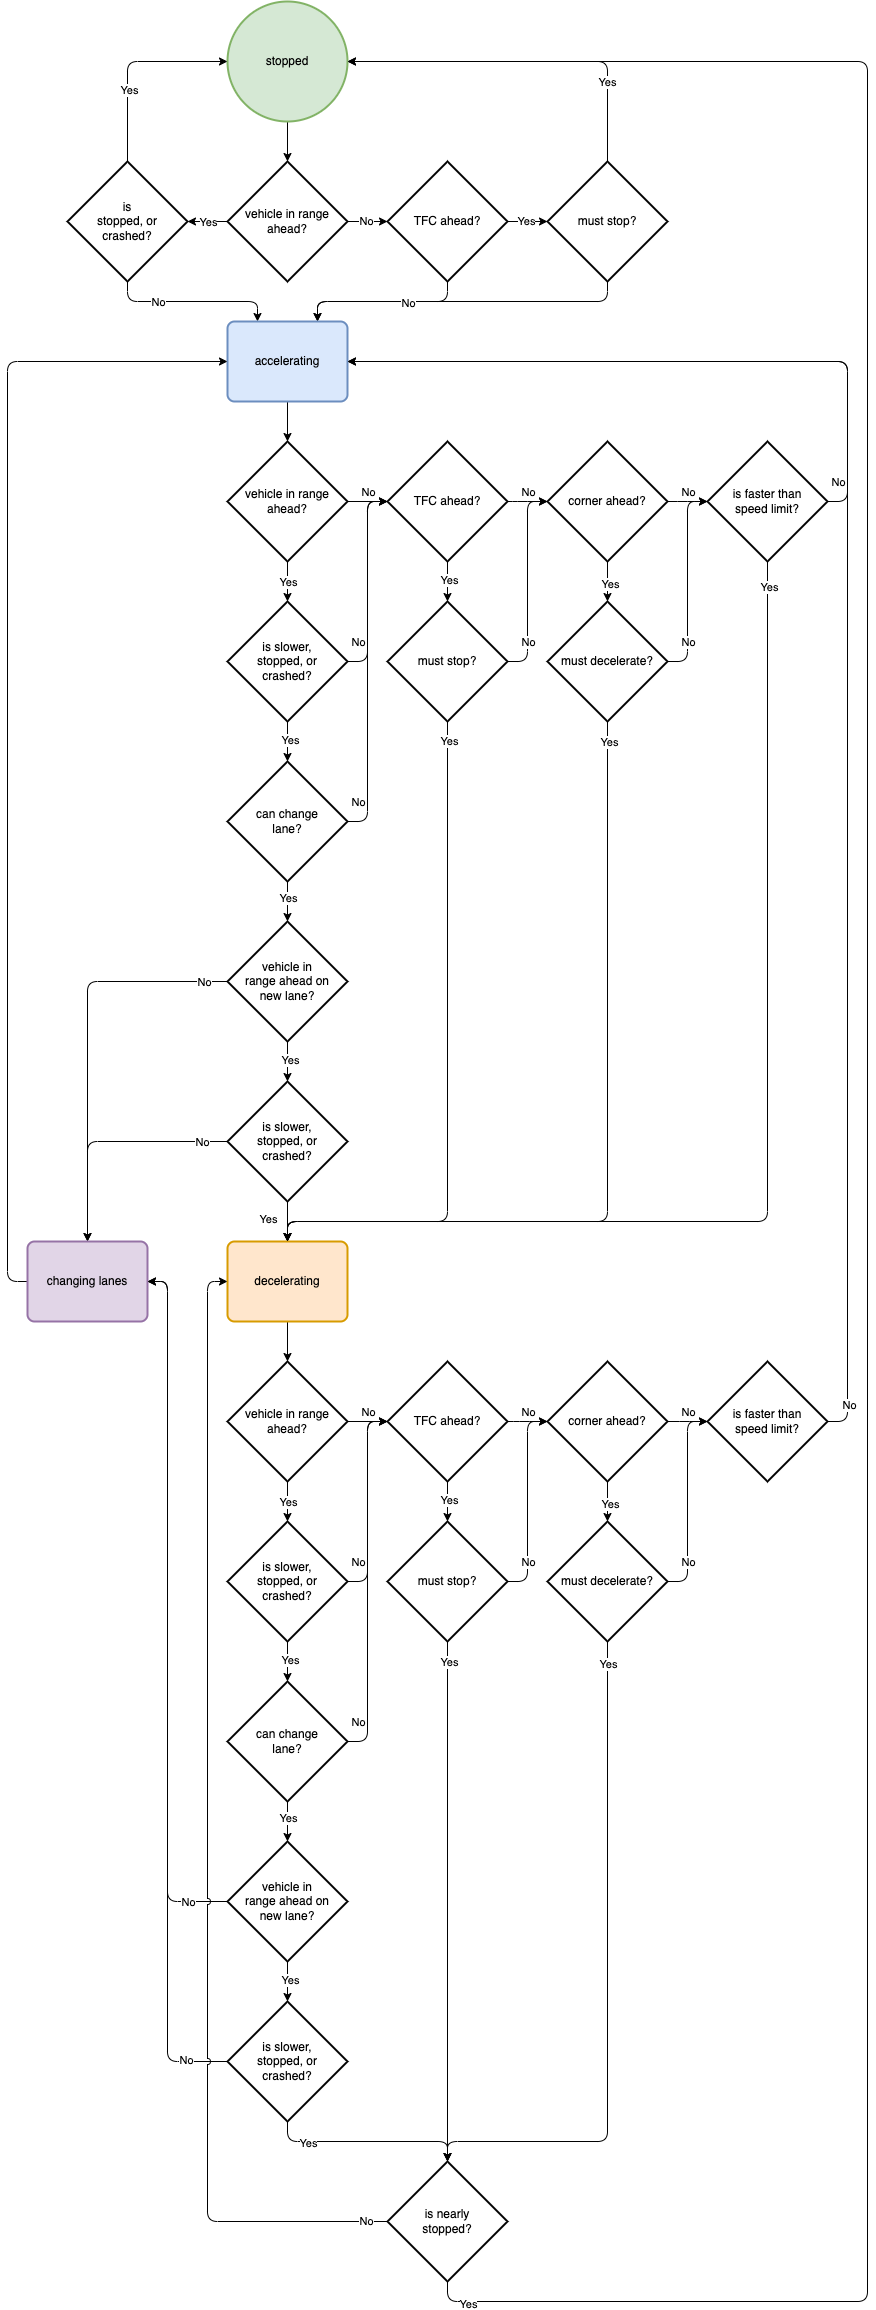 stopped
Yes
Yes
is
stopped, or
crashed?
Yes
vehicle in range
ahead?
No
TFC ahead?
Yes
must stop?
No
No
accelerating
vehicle in range
ahead?
No
TFC ahead?
No
corner ahead?
No
is faster than
speed limit?
No
Yes
Yes
Yes
Yes
is slower,
stopped, or
crashed?
No
must stop?
No
must decelerate?
No
Yes
Yes
Yes
can change
lane?
No
Yes
vehicle in
range ahead on
new lane?
No
Yes
is slower,
stopped, or
crashed?
No
Yes
changing lanes
decelerating
vehicle in range
ahead?
No
TFC ahead?
No
corner ahead?
No
is faster than
speed limit?
No
Yes
Yes
Yes
is slower,
stopped, or
crashed?
No
must stop?
No
must decelerate?
No
Yes
Yes
Yes
can change
lane?
No
Yes
vehicle in
range ahead on
new lane?
No
Yes
is slower,
stopped, or
crashed?
No
Yes
is nearly
stopped?
No
Yes